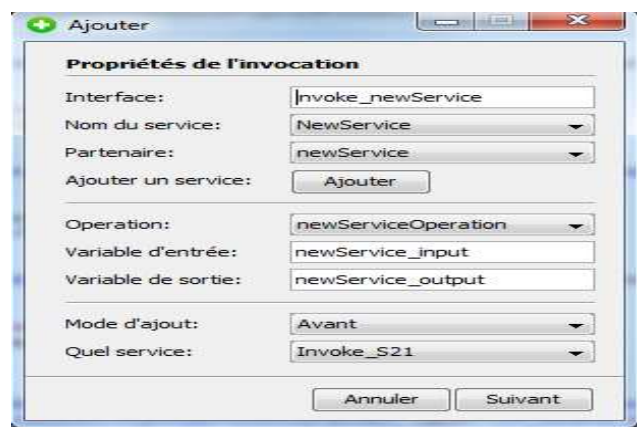 Ajouter
Propriétés de l'invocation
Interface: invoke_newService
Nom du service: NewService
Partenaire: newService
Ajouter un service: Ajouter
Operation: newServiceOperation
Variable d'entrée: newService_input
Variable de sortie: newService_output
Mode d'ajout: Avant
Quel service: Invoke_S21
Annuler Suivant